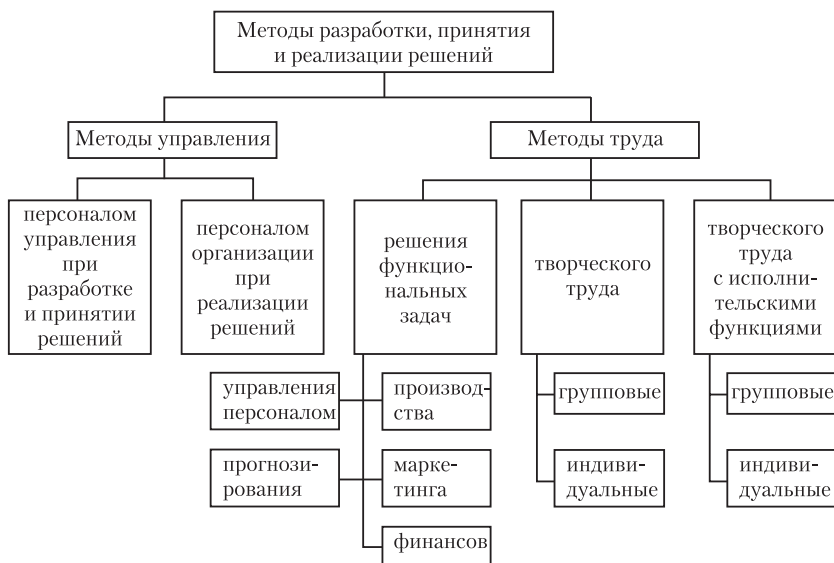 Методы разработки, принятия
и реализации решений
Методы управления
Методы труда
персоналом
управления
при
разработке
и принятии
решений
персоналом
организации
при
реализации
решений
решения
функцио-
нальных
задач
творческого
труда
творческого
труда
с исполни-
тельскими
функциями
управления
персоналом
производ-
ства
групповые
групповые
прогнози-
рования
марке-
тинга
индиви-
дуальные
индиви-
дуальные
финансов